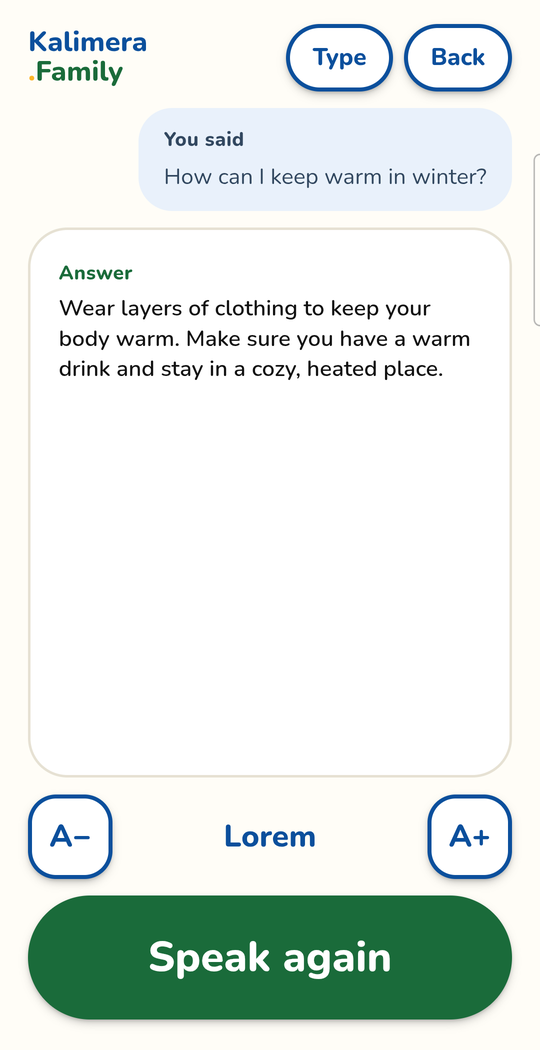 Kalimera
.Family
Type
Back
You said
How can I keep warm in winter?
Answer
Wear layers of clothing to keep your
body warm. Make sure you have a warm
drink and stay in a cozy, heated place.
A−
Lorem
A+
Speak again